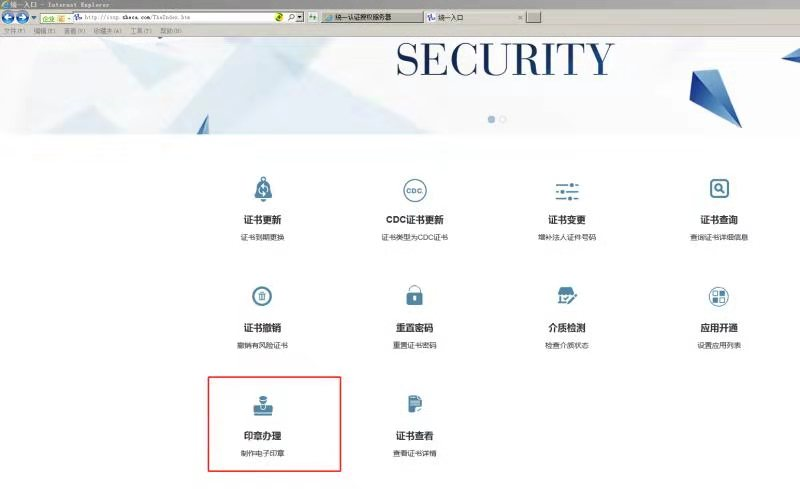 统一入口 - Internet Explorer
统一认证授权服务器
统一入口
文件(F) 编辑(E) 查看(V) 收藏夹(A) 工具(T) 帮助(H)
SECURITY
证书更新
证书到期更换
CDC
CDC证书更新
证书类型为CDC证书
证书变更
增补法人证件号码
证书查询
查询证书详细信息
证书撤销
撤销有风险证书
重置密码
重置证书密码
介质检测
检查介质状态
应用开通
设置应用列表
印章办理
制作电子印章
证书查看
查看证书详情